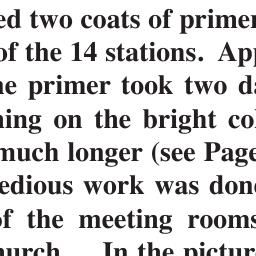 ed two coats of primer
of the 14 stations. App
he primer took two da
ning on the bright col
much longer (see Page
edious work was done
of the meeting rooms
hurch. In the picture